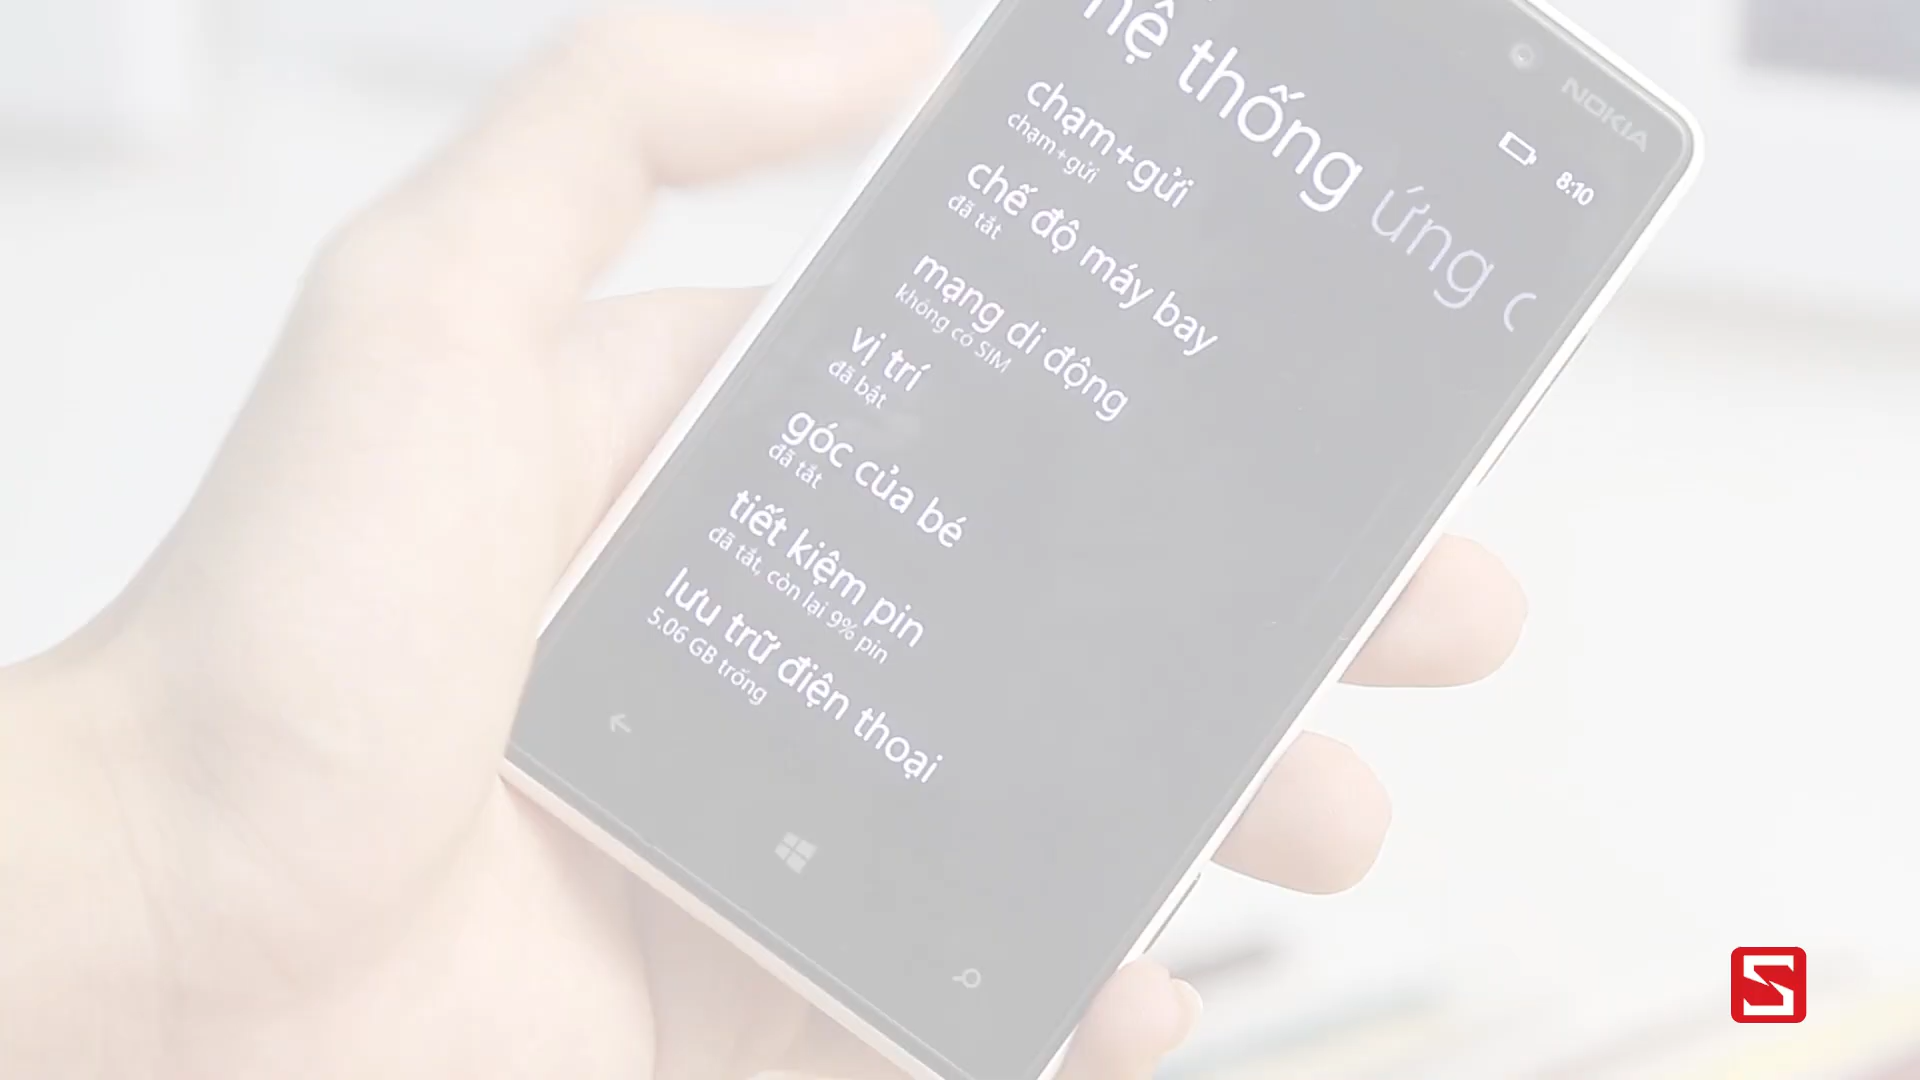 NOKIA
8:10
hệ thống ứng
chạm+gửi
chạm+gửi
chế độ máy bay
đã tắt
mạng di động
không có SIM
vị trí
đã bật
góc của bé
đã tắt
tiết kiệm pin
đã tắt, còn lại 9% pin
lưu trữ điện thoại
5.06 GB trống